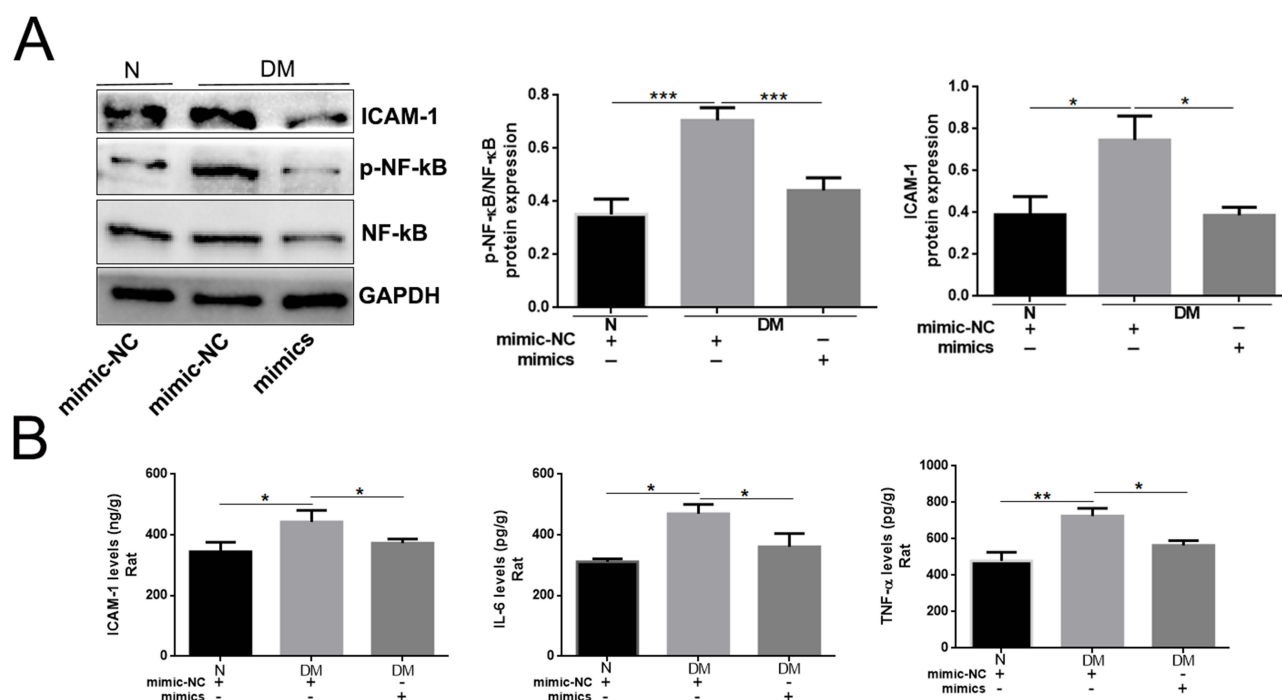 A
N DM
ICAM-1
p-NF-kB
NF-kB
GAPDH
mimic-NC mimic-NC mimics
p-NF-κB/NF-κB
protein expression
0.8
0.6
0.4
0.2
0.0
*** ***
N DM
mimic-NC + + –
mimics – – +
ICAM-1
protein expression
1.0
0.8
0.6
0.4
0.2
0.0
* *
N DM
mimic-NC + + –
mimics – – +
B
ICAM-1 levels (ng/g)
Rat
600
400
200
0
* *
N DM DM
mimic-NC + + -
mimics - - +
IL-6 levels (pg/g)
Rat
600
400
200
0
* *
N DM DM
mimic-NC + + -
mimics - - +
TNF-α levels (pg/g)
Rat
1000
800
600
400
200
0
** *
N DM DM
mimic-NC + + -
mimics - - +